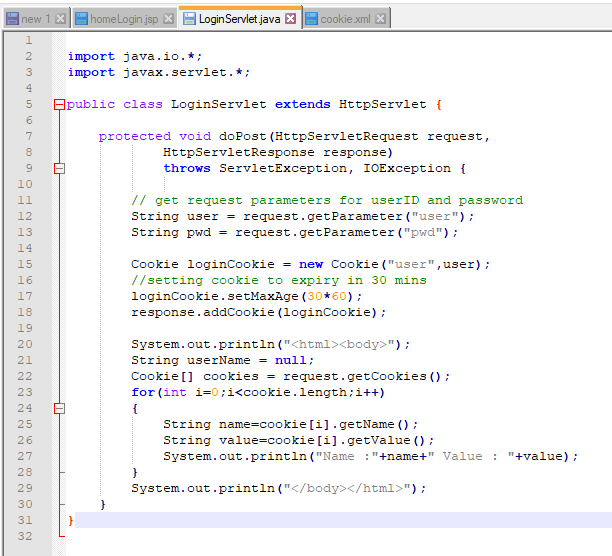 new 1 homeLogin.jsp LoginServlet.java cookie.xml
1
2 import java.io.*;
3 import javax.servlet.*;
4
5 public class LoginServlet extends HttpServlet {
6
7     protected void doPost(HttpServletRequest request,
8             HttpServletResponse response)
9             throws ServletException, IOException {
10
11         // get request parameters for userID and password
12         String user = request.getParameter("user");
13         String pwd = request.getParameter("pwd");
14
15         Cookie loginCookie = new Cookie("user",user);
16         //setting cookie to expiry in 30 mins
17         loginCookie.setMaxAge(30*60);
18         response.addCookie(loginCookie);
19
20         System.out.println("<html><body>");
21         String userName = null;
22         Cookie[] cookies = request.getCookies();
23         for(int i=0;i<cookie.length;i++)
24         {
25             String name=cookie[i].getName();
26             String value=cookie[i].getValue();
27             System.out.println("Name :"+name+" Value : "+value);
28         }
29         System.out.println("</body></html>");
30     }
31 }
32